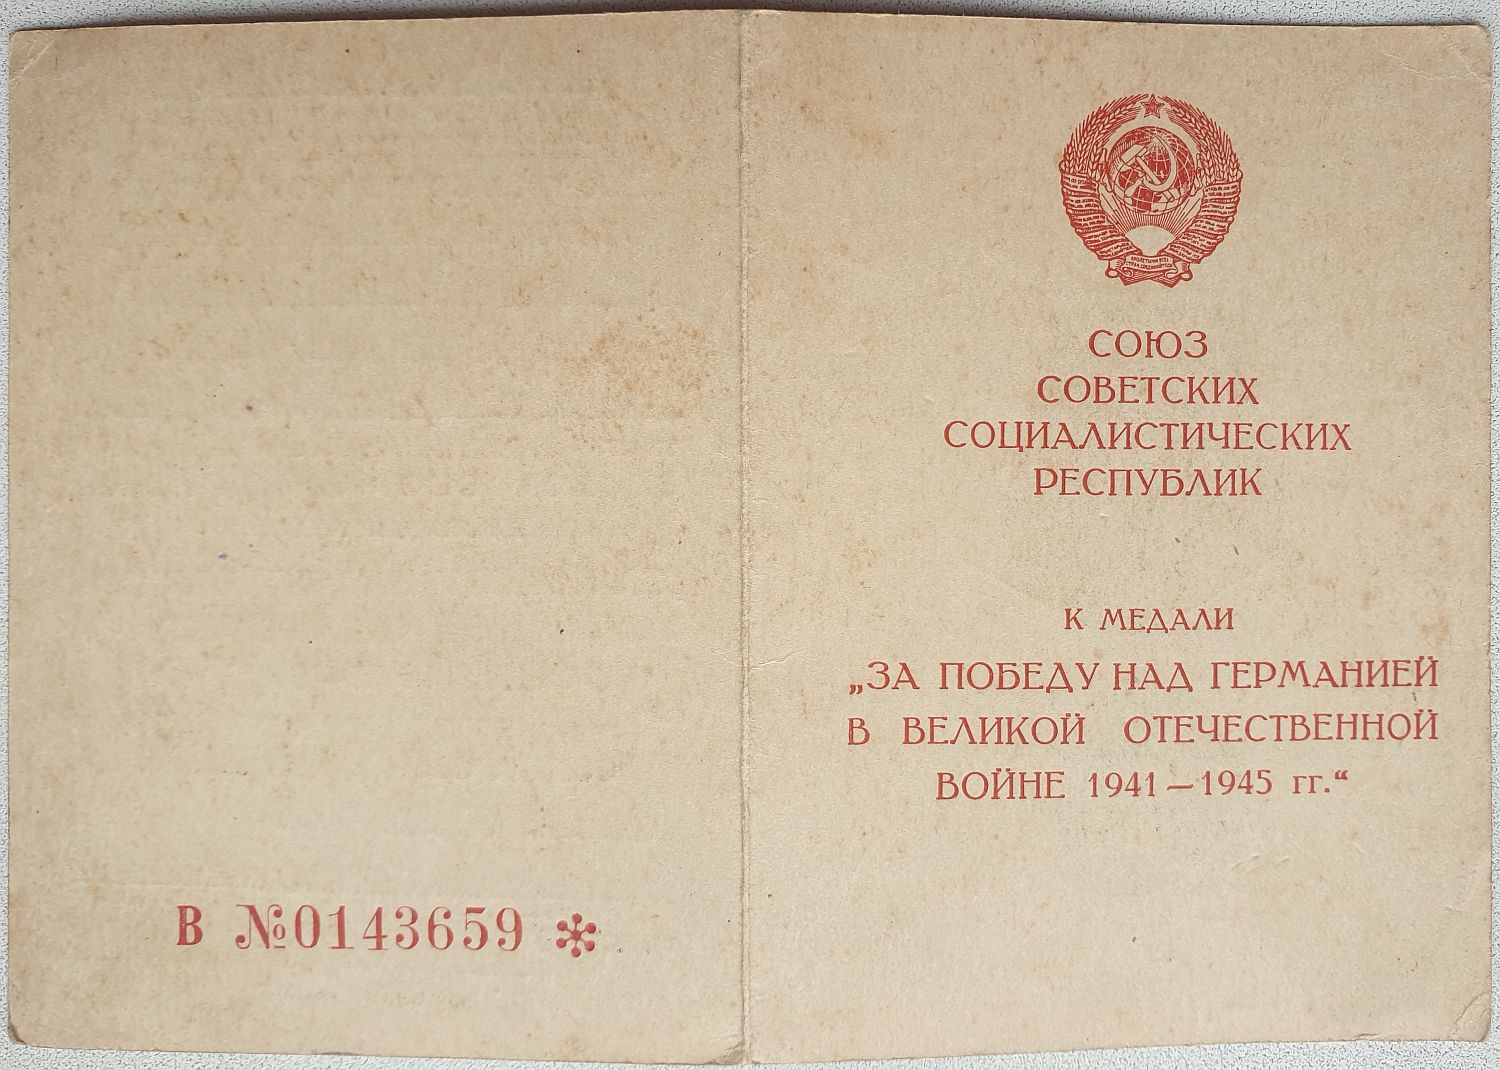 В №0143659 *
СОЮЗ
СОВЕТСКИХ
СОЦИАЛИСТИЧЕСКИХ
РЕСПУБЛИК
К МЕДАЛИ
„ЗА ПОБЕДУ НАД ГЕРМАНИЕЙ
В ВЕЛИКОЙ ОТЕЧЕСТВЕННОЙ
ВОЙНЕ 1941—1945 гг.“